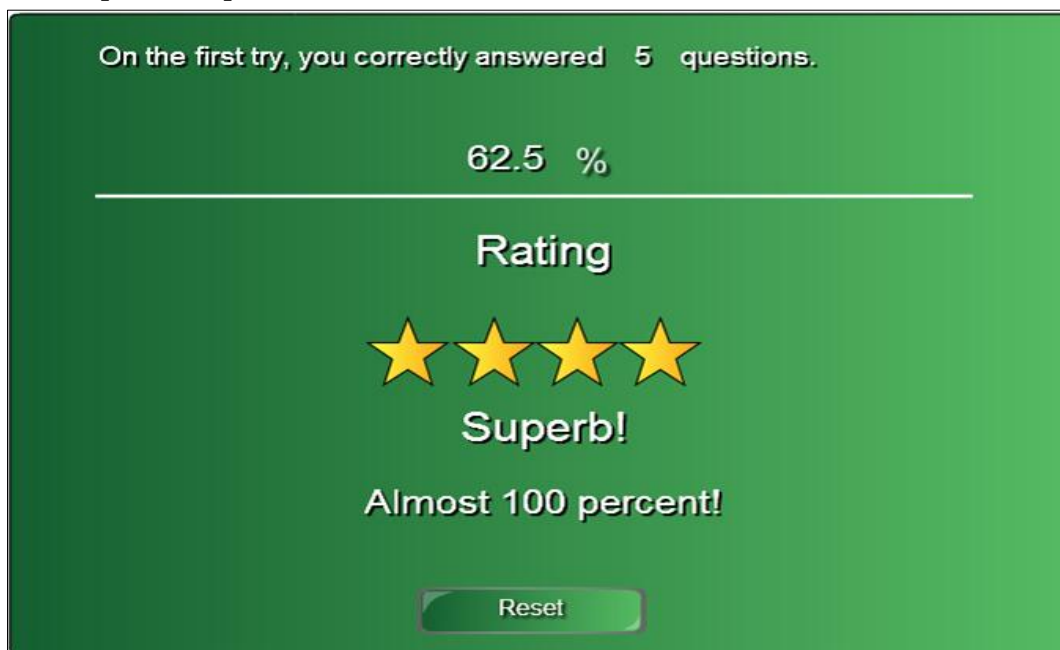 On the first try, you correctly answered 5 questions.
62.5 %
Rating
Superb!
Almost 100 percent!
Reset